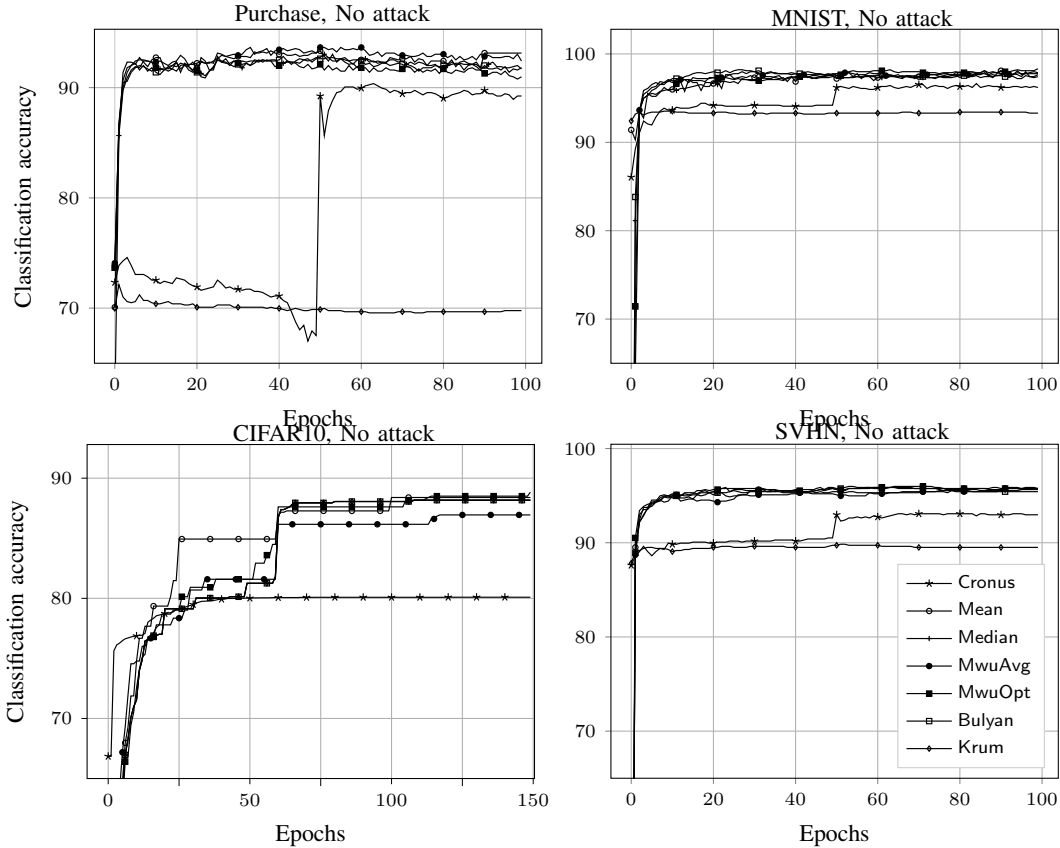 Purchase, No attack
MNIST, No attack
Classification accuracy
90
80
70
100
90
80
70
0 20 40 60 80 100
0 20 40 60 80 100
Epochs
Epochs
CIFAR10, No attack
SVHN, No attack
Classification accuracy
90
80
70
100
90
80
70
0 50 100 150
0 20 40 60 80 100
Epochs
Epochs
Cronus
Mean
Median
MwuAvg
MwuOpt
Bulyan
Krum